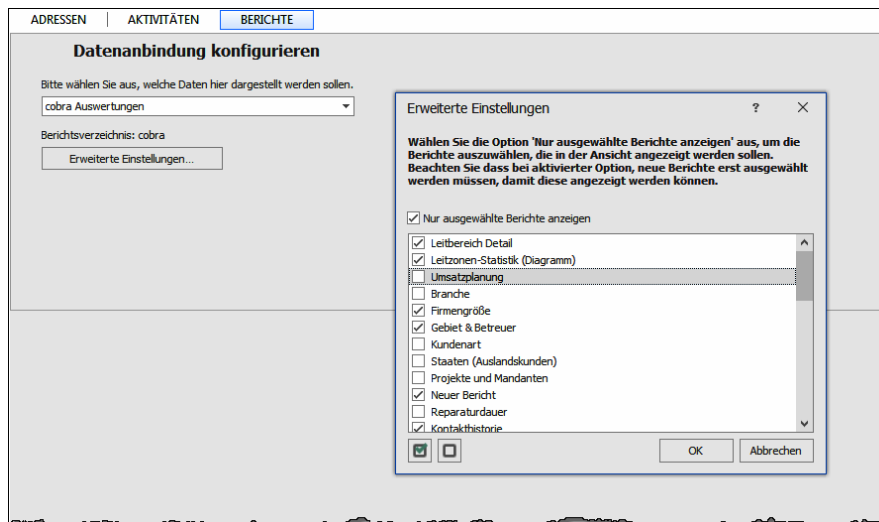 ADRESSEN
AKTIVITÄTEN
BERICHTE
Datenanbindung konfigurieren
Bitte wählen Sie aus, welche Daten hier dargestellt werden sollen.
cobra Auswertungen
Berichtsverzeichnis: cobra
Erweiterte Einstellungen...
Erweiterte Einstellungen
?
Wählen Sie die Option 'Nur ausgewählte Berichte anzeigen' aus, um die
Berichte auszuwählen, die in der Ansicht angezeigt werden sollen.
Beachten Sie dass bei aktivierter Option, neue Berichte erst ausgewählt
werden müssen, damit diese angezeigt werden können.
Nur ausgewählte Berichte anzeigen
Leitbereich Detail
Leitzonen-Statistik (Diagramm)
Umsatzplanung
Branche
Firmengröße
Gebiet & Betreuer
Kundenart
Staaten (Auslandskunden)
Projekte und Mandanten
Neuer Bericht
Reparaturdauer
Kontakthistorie
OK
Abbrechen